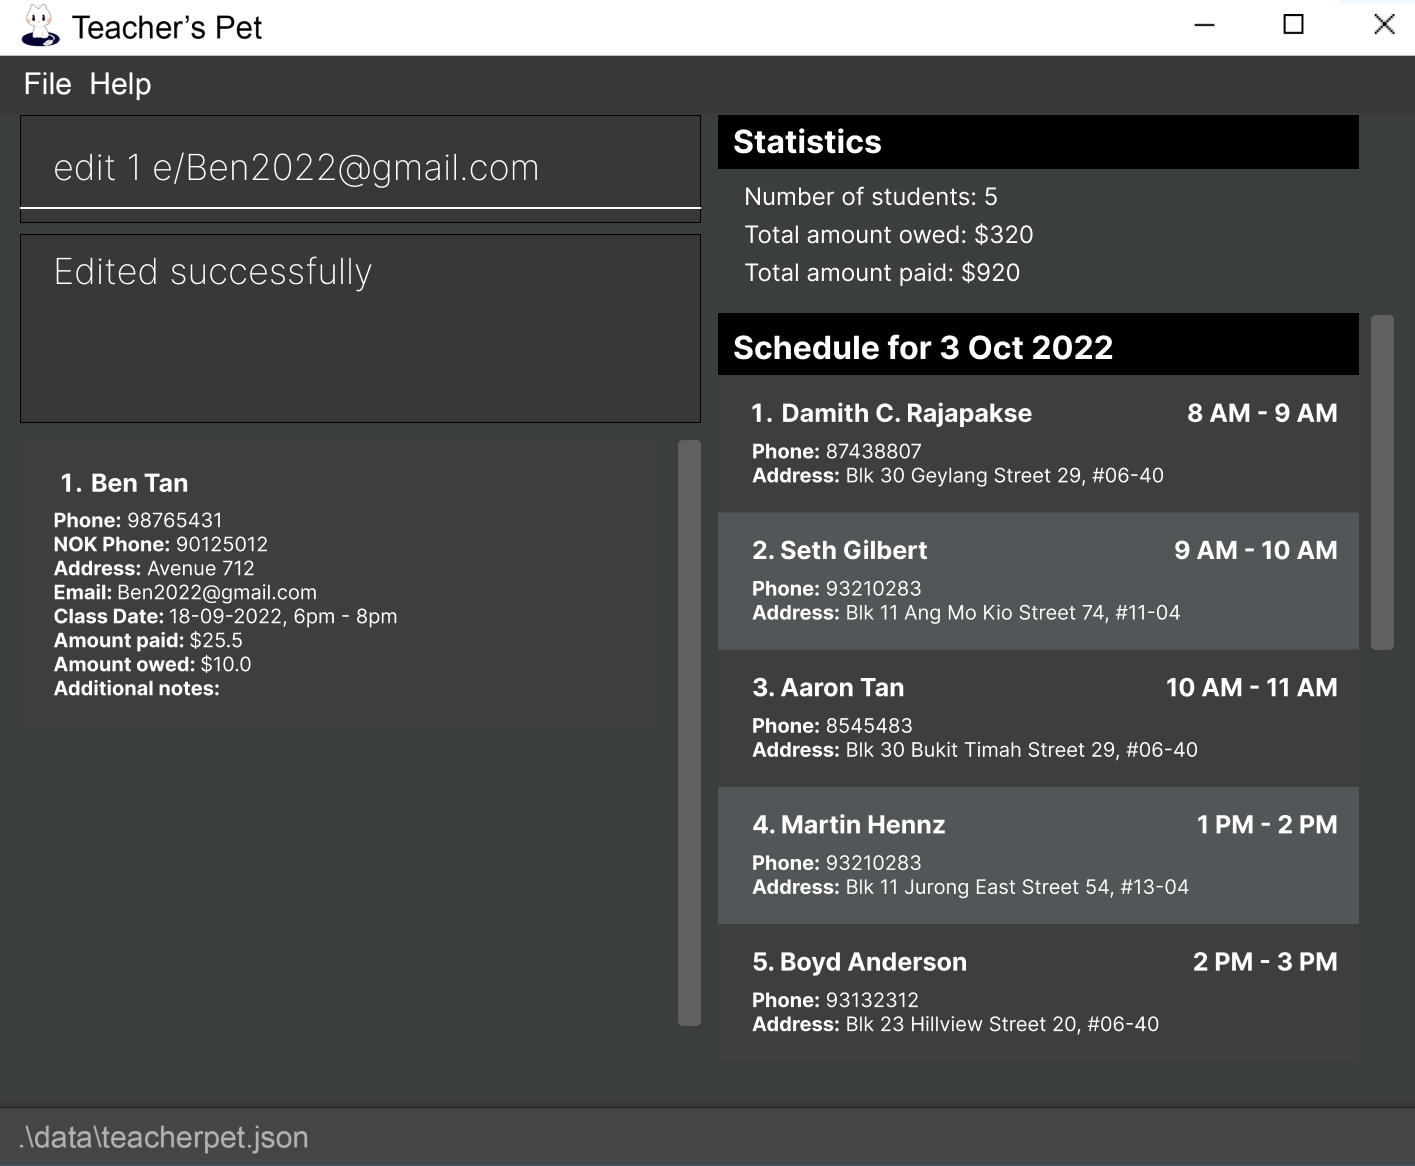 Teacher’s Pet
File Help
edit 1 e/Ben2022@gmail.com
Edited successfully
1. Ben Tan
Phone: 98765431
NOK Phone: 90125012
Address: Avenue 712
Email: Ben2022@gmail.com
Class Date: 18-09-2022, 6pm - 8pm
Amount paid: $25.5
Amount owed: $10.0
Additional notes:
Statistics
Number of students: 5
Total amount owed: $320
Total amount paid: $920
Schedule for 3 Oct 2022
1. Damith C. Rajapakse 8 AM - 9 AM
Phone: 87438807
Address: Blk 30 Geylang Street 29, #06-40
2. Seth Gilbert 9 AM - 10 AM
Phone: 93210283
Address: Blk 11 Ang Mo Kio Street 74, #11-04
3. Aaron Tan 10 AM - 11 AM
Phone: 8545483
Address: Blk 30 Bukit Timah Street 29, #06-40
4. Martin Hennz 1 PM - 2 PM
Phone: 93210283
Address: Blk 11 Jurong East Street 54, #13-04
5. Boyd Anderson 2 PM - 3 PM
Phone: 93132312
Address: Blk 23 Hillview Street 20, #06-40
.\data\teacherpet.json